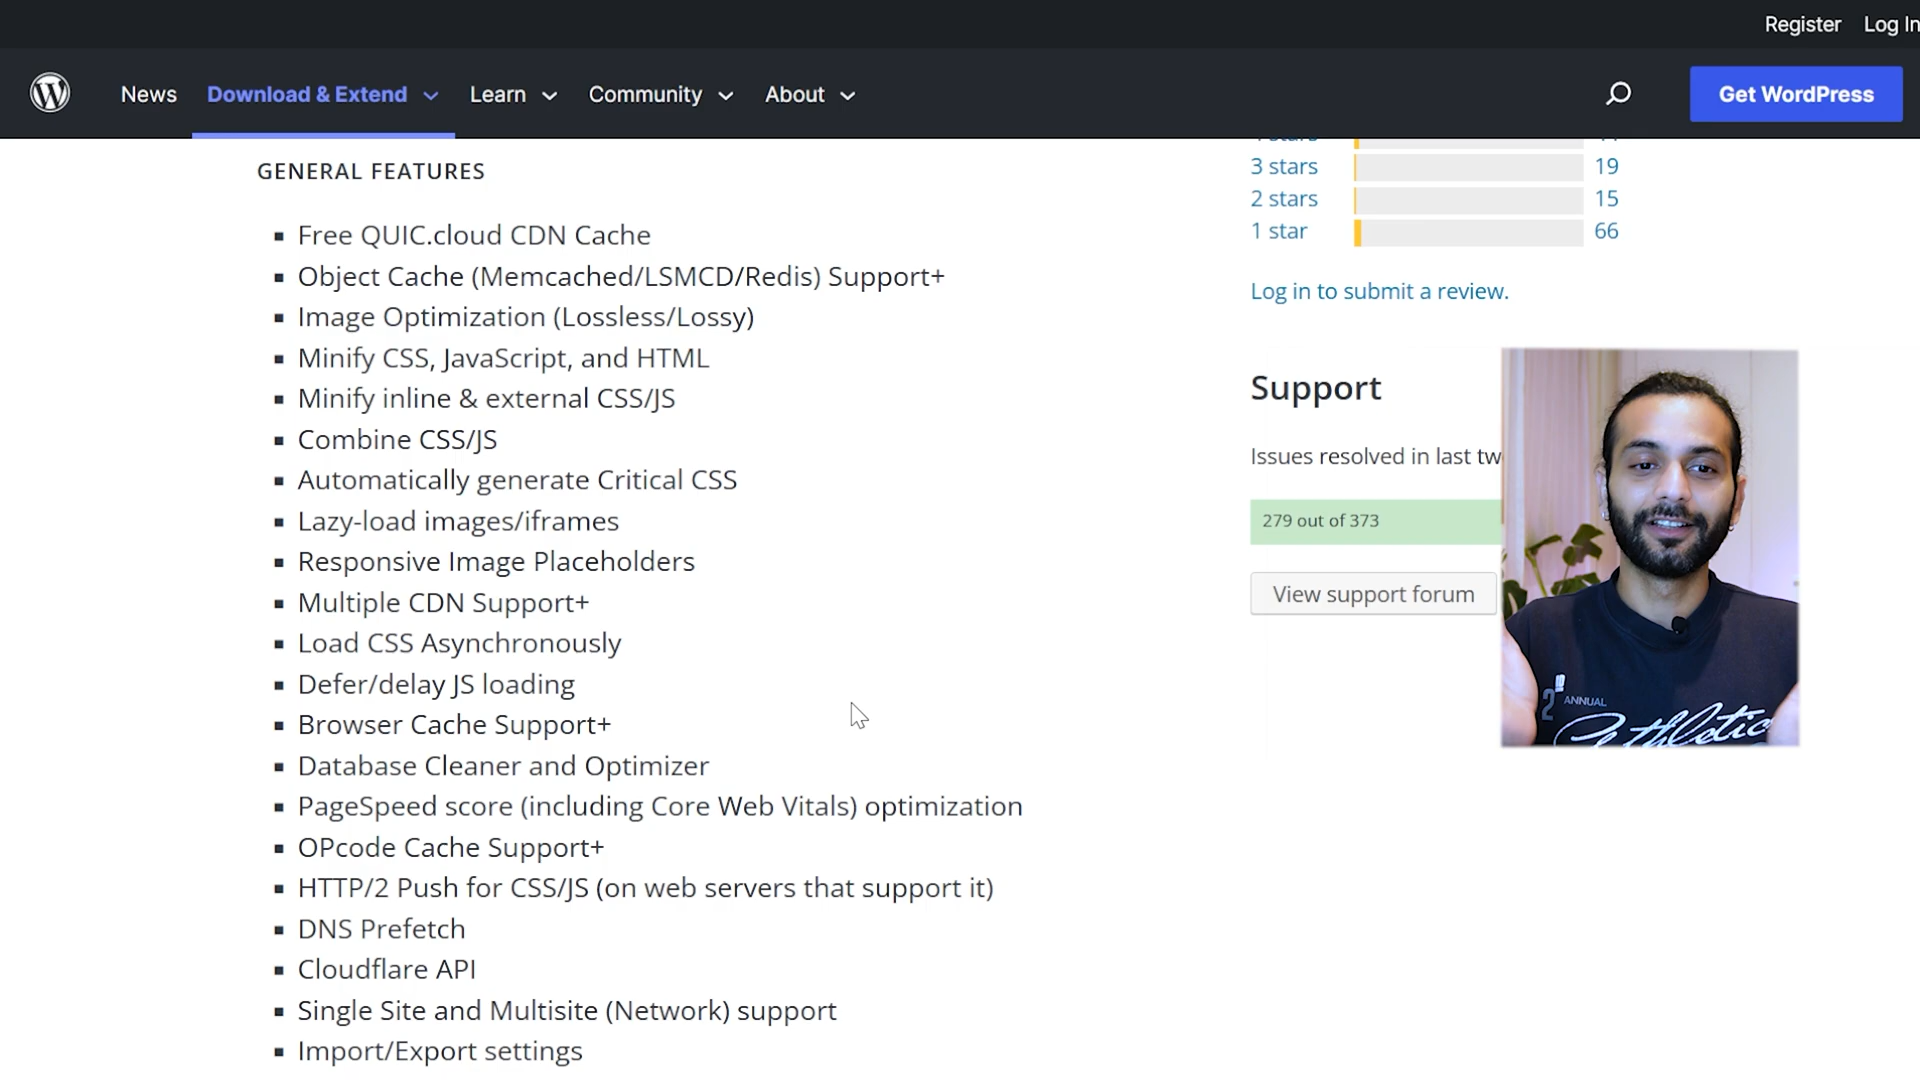 Register Log In
News Download & Extend Learn Community About Get WordPress
GENERAL FEATURES
Free QUIC.cloud CDN Cache
Object Cache (Memcached/LSMCD/Redis) Support+
Image Optimization (Lossless/Lossy)
Minify CSS, JavaScript, and HTML
Minify inline & external CSS/JS
Combine CSS/JS
Automatically generate Critical CSS
Lazy-load images/iframes
Responsive Image Placeholders
Multiple CDN Support+
Load CSS Asynchronously
Defer/delay JS loading
Browser Cache Support+
Database Cleaner and Optimizer
PageSpeed score (including Core Web Vitals) optimization
OPcode Cache Support+
HTTP/2 Push for CSS/JS (on web servers that support it)
DNS Prefetch
Cloudflare API
Single Site and Multisite (Network) support
Import/Export settings
3 stars 19
2 stars 15
1 star 66
Log in to submit a review.
Support
Issues resolved in last tw
279 out of 373
View support forum
2 ANNUAL